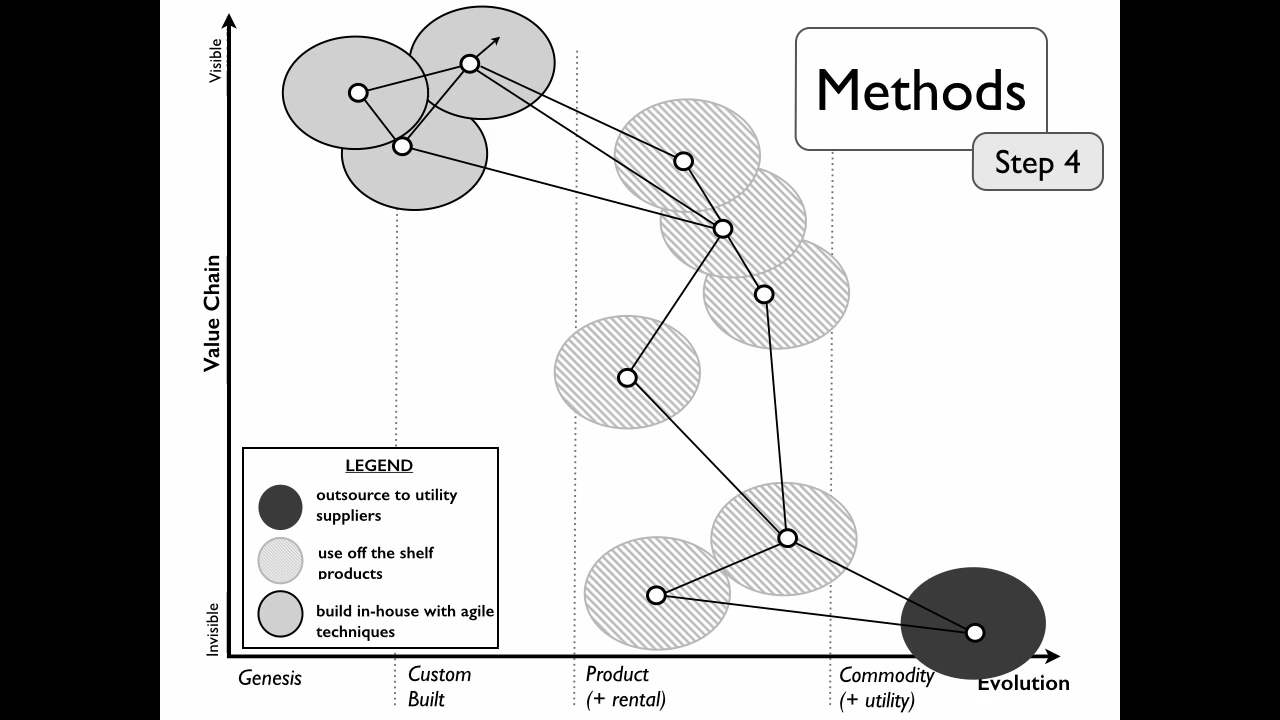 Visible
Methods
Step 4
Value Chain
LEGEND
outsource to utility
suppliers
use off the shelf
products
build in-house with agile
techniques
Invisible
Genesis
Custom
Built
Product
(+ rental)
Commodity
(+ utility)
Evolution